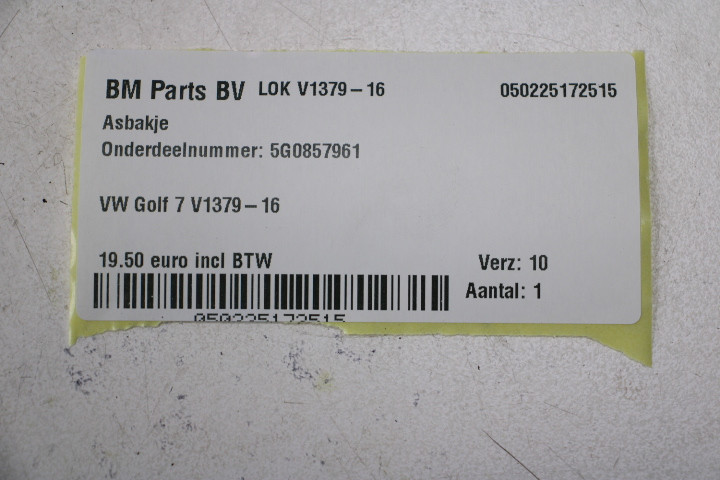 BM Parts BV LOK V1379-16 050225172515
Asbakje
Onderdeelnummer: 5G0857961
VW Golf 7 V1379-16
19.50 euro incl BTW Verz: 10
Aantal: 1
050225172515